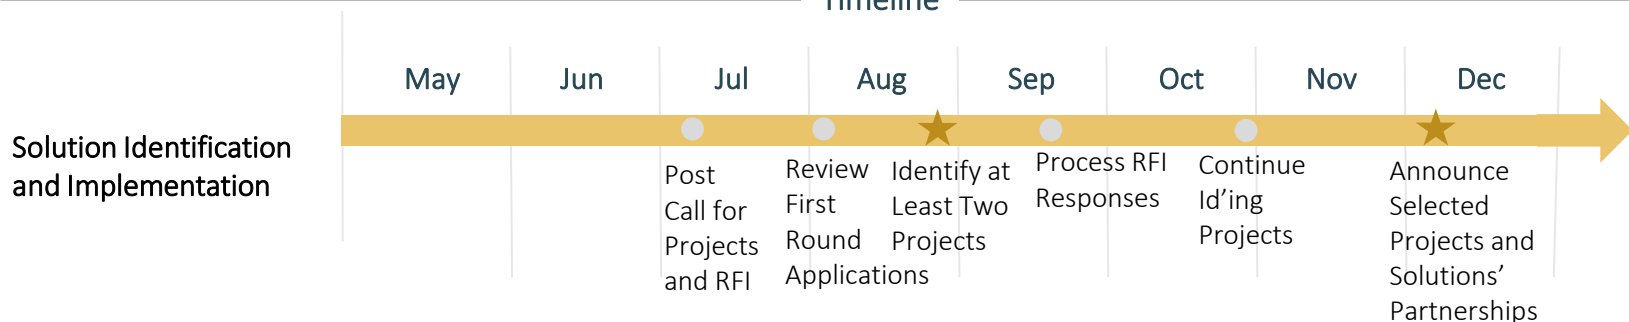 Timeline
May Jun Jul Aug Sep Oct Nov Dec
Solution Identification
and Implementation
Post
Call for
Projects
and RFI
Review
First
Round
Applications
Identify at
Least Two
Projects
Process RFI
Responses
Continue
Id’ing
Projects
Announce
Selected
Projects and
Solutions’
Partnerships